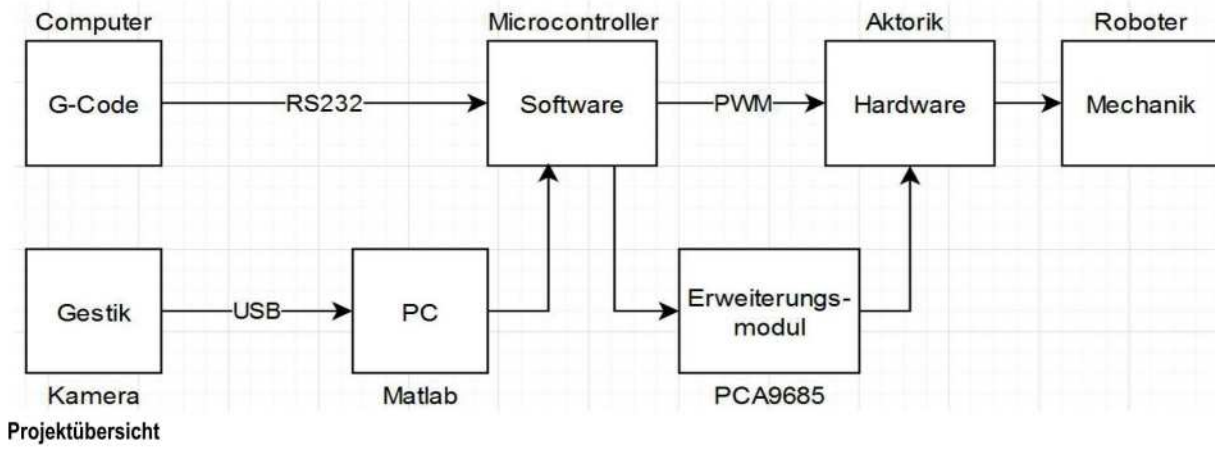 Computer
Microcontroller
Aktorik
Roboter
G-Code
RS232
Software
PWM
Hardware
Mechanik
Gestik
USB
PC
Erweiterungs-
modul
Kamera
Matlab
PCA9685
Projektübersicht